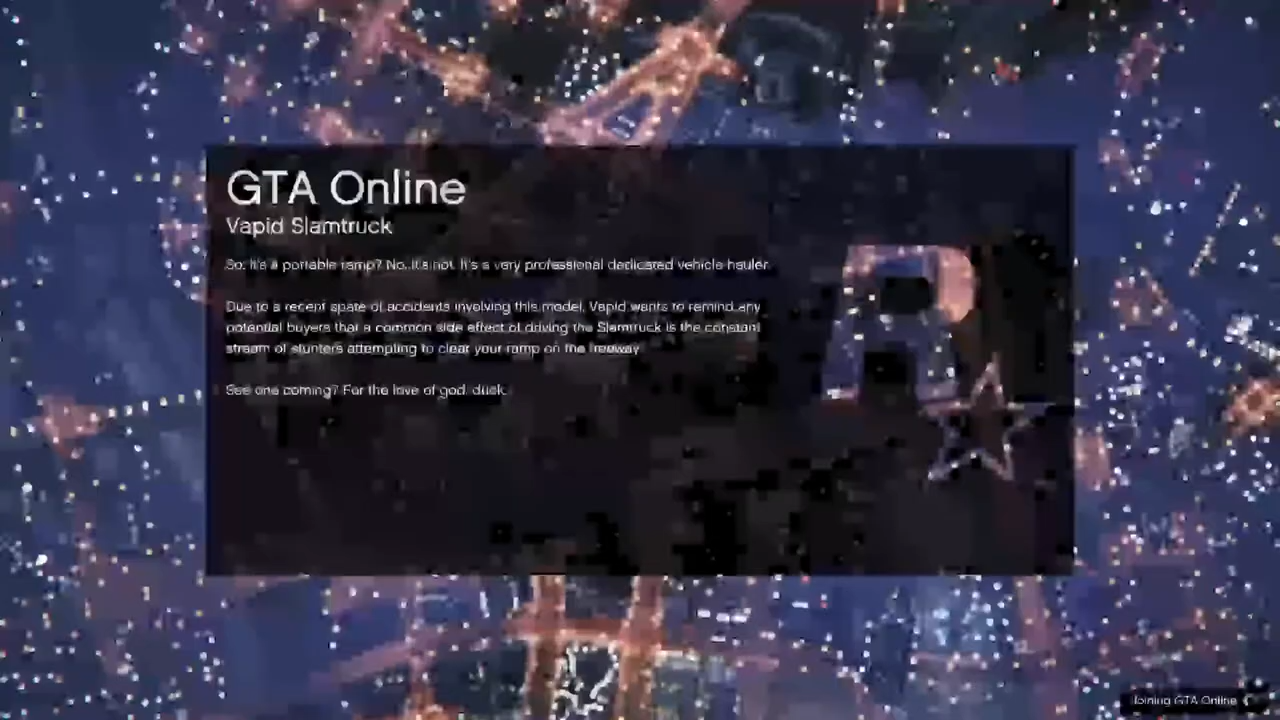 GTA Online
Vapid Slamtruck
So. It's a portable ramp? No. It's not. It's a very professional dedicated vehicle hauler.
Due to a recent spate of accidents involving this model, Vapid wants to remind any
potential buyers that a common side effect of driving the Slamtruck is the constant
stream of stunters attempting to clear your ramp on the freeway.
See one coming? For the love of god, duck.
R
Joining GTA Online